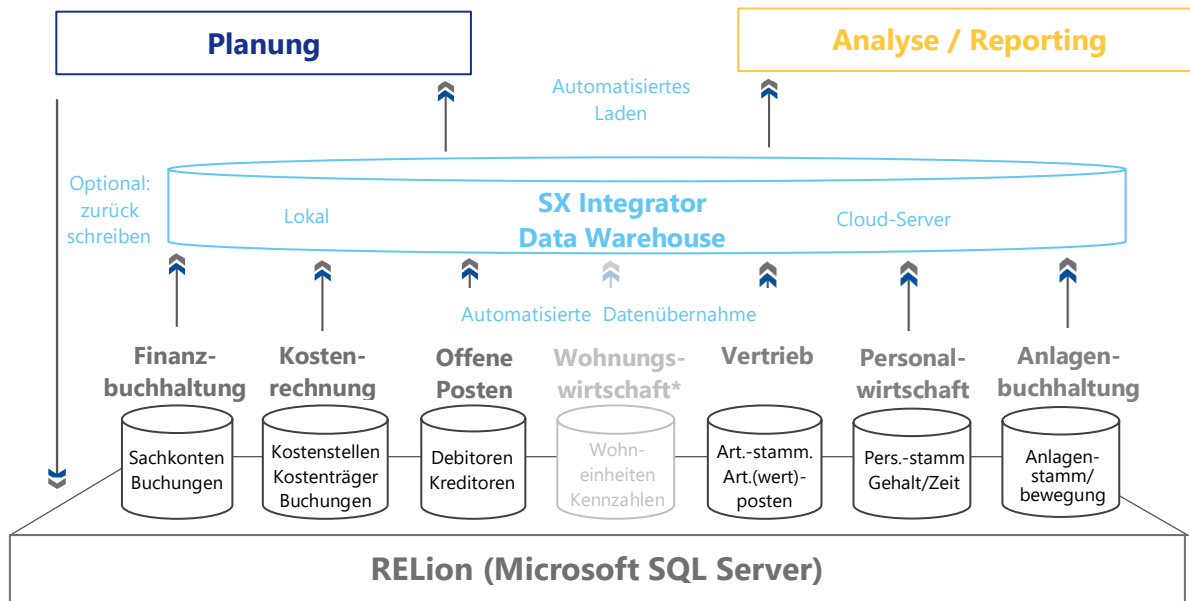 Planung
Analyse / Reporting
Automatisiertes
Laden
Optional:
zurück
schreiben
Lokal
SX Integrator
Data Warehouse
Cloud-Server
Automatisierte Datenübernahme
Finanz-
buchhaltung
Kosten-
rechnung
Offene
Posten
Wohnungs-
wirtschaft*
Vertrieb
Personal-
wirtschaft
Anlagen-
buchhaltung
Sachkonten
Buchungen
Kostenstellen
Kostenträger
Buchungen
Debitoren
Kreditoren
Wohn-
einheiten
Kennzahlen
Art.-stamm.
Art.(wert)-
posten
Pers.-stamm
Gehalt/Zeit
Anlagen-
stamm/
bewegung
RELion (Microsoft SQL Server)